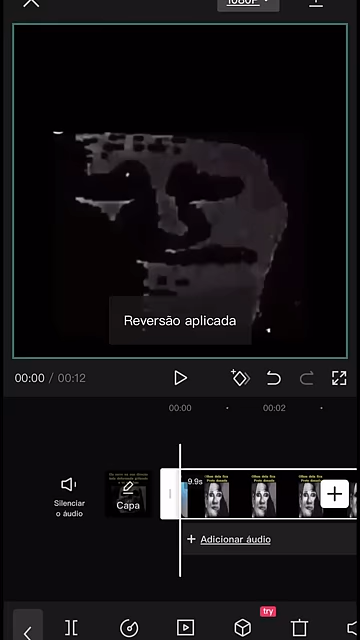 1080P
Reversão aplicada
00:00 / 00:12
00:00
00:02
Silenciar
o áudio
Capa
9.9s
+ Adicionar áudio
try